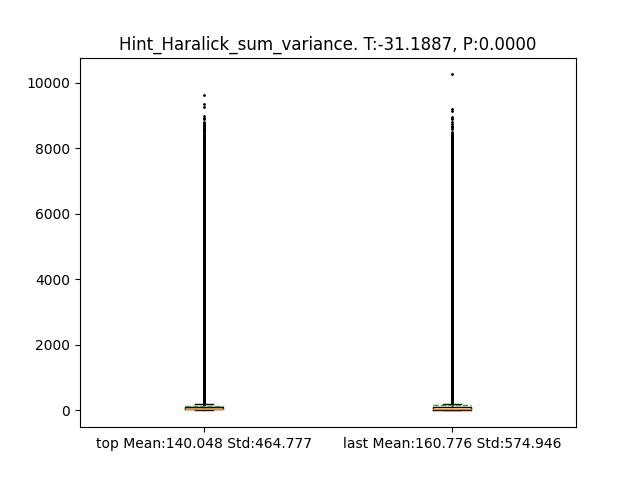 Hint_Haralick_sum_variance. T:-31.1887, P:0.0000
10000
8000
6000
4000
2000
0
top Mean:140.048 Std:464.777
last Mean:160.776 Std:574.946